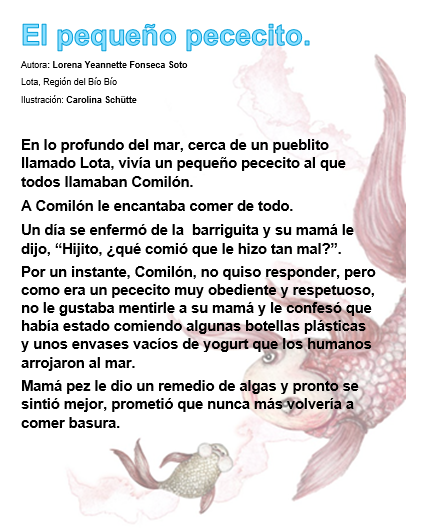 El pequeño pececito.
Autora: Lorena Yeannette Fonseca Soto
Lota, Región del Bío Bío
Ilustración: Carolina Schütte
En lo profundo del mar, cerca de un pueblito
llamado Lota, vivía un pequeño pececito al que
todos llamaban Comilón.
A Comilón le encantaba comer de todo.
Un día se enfermó de la barriguita y su mamá le
dijo, “Hijito, ¿qué comió que le hizo tan mal?”.
Por un instante, Comilón, no quiso responder, pero
como era un pececito muy obediente y respetuoso,
no le gustaba mentirle a su mamá y le confesó que
había estado comiendo algunas botellas plásticas
y unos envases vacíos de yogurt que los humanos
arrojaron al mar.
Mamá pez le dio un remedio de algas y pronto se
sintió mejor, prometió que nunca más volvería a
comer basura.